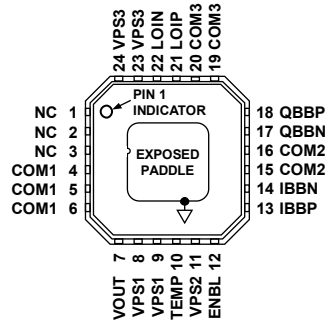 24 VPS3
23 VPS3
22 LOIN
21 LOIP
20 COM3
19 COM3
PIN 1
INDICATOR
NC 1
NC 2
NC 3
COM1 4
COM1 5
COM1 6
EXPOSED
PADDLE
18 QBBP
17 QBBN
16 COM2
15 COM2
14 IBBN
13 IBBP
VOUT 7
VPS1 8
VPS1 9
TEMP 10
VPS2 11
ENBL 12